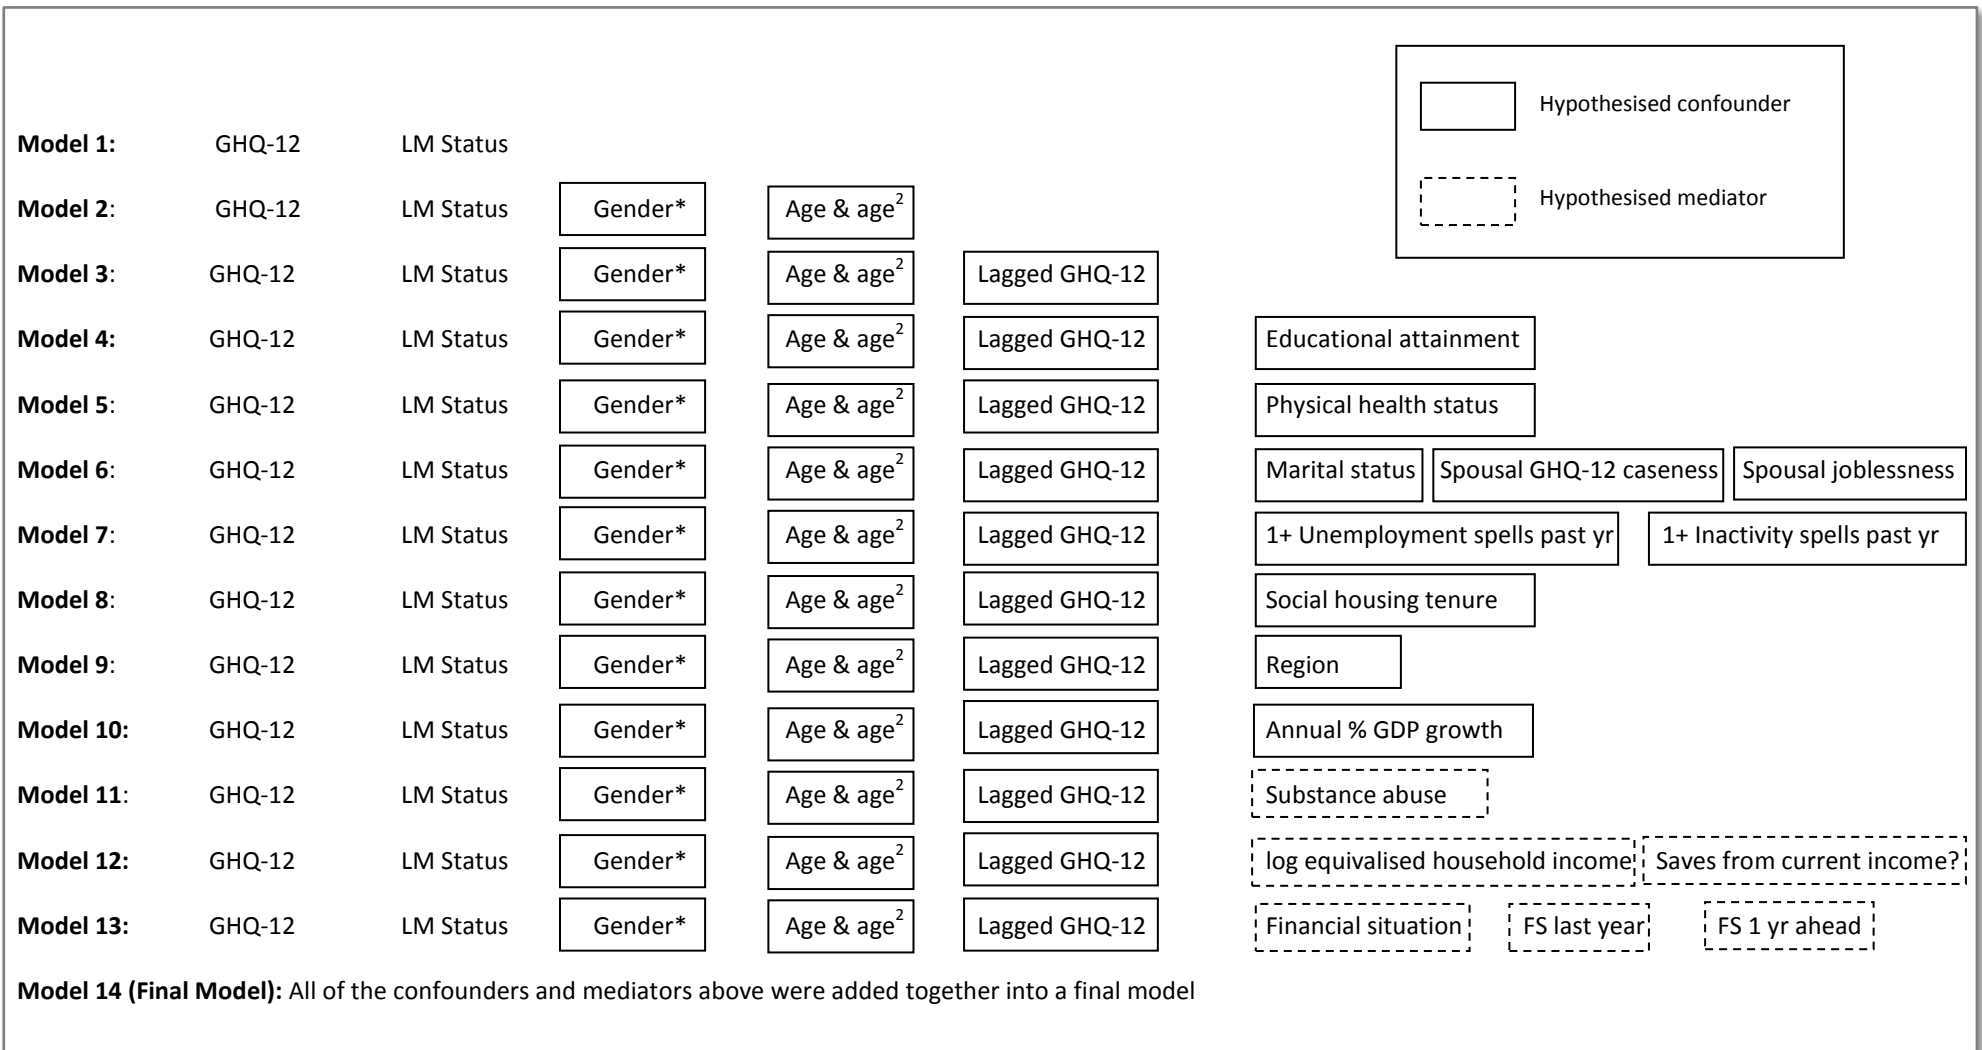 Hypothesised confounder
Model 1: GHQ-12 LM Status
Hypothesised mediator
Model 2: GHQ-12 LM Status Gender* Age & age²
Model 3: GHQ-12 LM Status Gender* Age & age² Lagged GHQ-12
Model 4: GHQ-12 LM Status Gender* Age & age² Lagged GHQ-12 Educational attainment
Model 5: GHQ-12 LM Status Gender* Age & age² Lagged GHQ-12 Physical health status
Model 6: GHQ-12 LM Status Gender* Age & age² Lagged GHQ-12 Marital status Spousal GHQ-12 caseness Spousal joblessness
Model 7: GHQ-12 LM Status Gender* Age & age² Lagged GHQ-12 1+ Unemployment spells past yr 1+ Inactivity spells past yr
Model 8: GHQ-12 LM Status Gender* Age & age² Lagged GHQ-12 Social housing tenure
Model 9: GHQ-12 LM Status Gender* Age & age² Lagged GHQ-12 Region
Model 10: GHQ-12 LM Status Gender* Age & age² Lagged GHQ-12 Annual % GDP growth
Model 11: GHQ-12 LM Status Gender* Age & age² Lagged GHQ-12 Substance abuse
Model 12: GHQ-12 LM Status Gender* Age & age² Lagged GHQ-12 log equivalised household income Saves from current income?
Model 13: GHQ-12 LM Status Gender* Age & age² Lagged GHQ-12 Financial situation FS last year FS 1 yr ahead
Model 14 (Final Model): All of the confounders and mediators above were added together into a final model